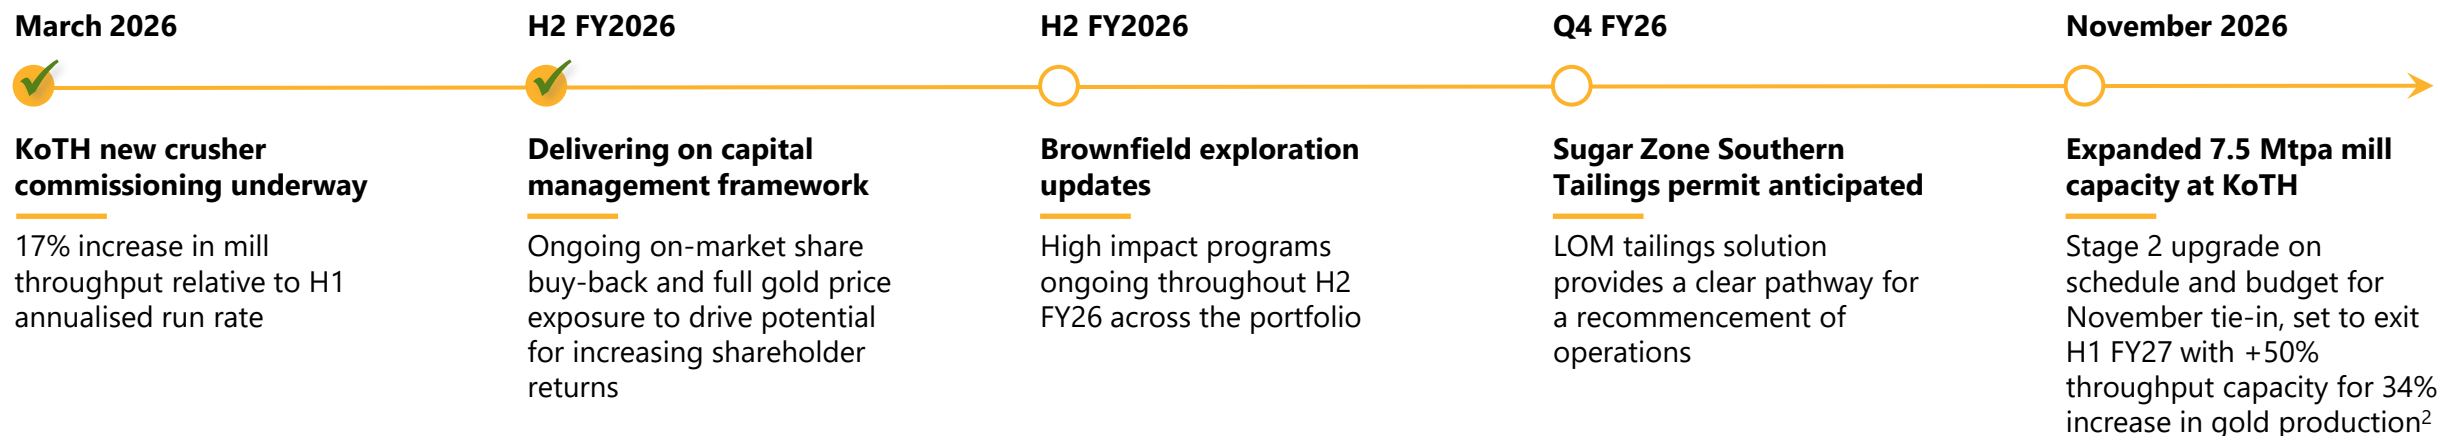 March 2026
KoTH new crusher
commissioning underway
17% increase in mill
throughput relative to H1
annualised run rate
H2 FY2026
Delivering on capital
management framework
Ongoing on-market share
buy-back and full gold price
exposure to drive potential
for increasing shareholder
returns
H2 FY2026
Brownfield exploration
updates
High impact programs
ongoing throughout H2
FY26 across the portfolio
Q4 FY26
Sugar Zone Southern
Tailings permit anticipated
LOM tailings solution
provides a clear pathway for
a recommencement of
operations
November 2026
Expanded 7.5 Mtpa mill
capacity at KoTH
Stage 2 upgrade on
schedule and budget for
November tie-in, set to exit
H1 FY27 with +50%
throughput capacity for 34%
increase in gold production²